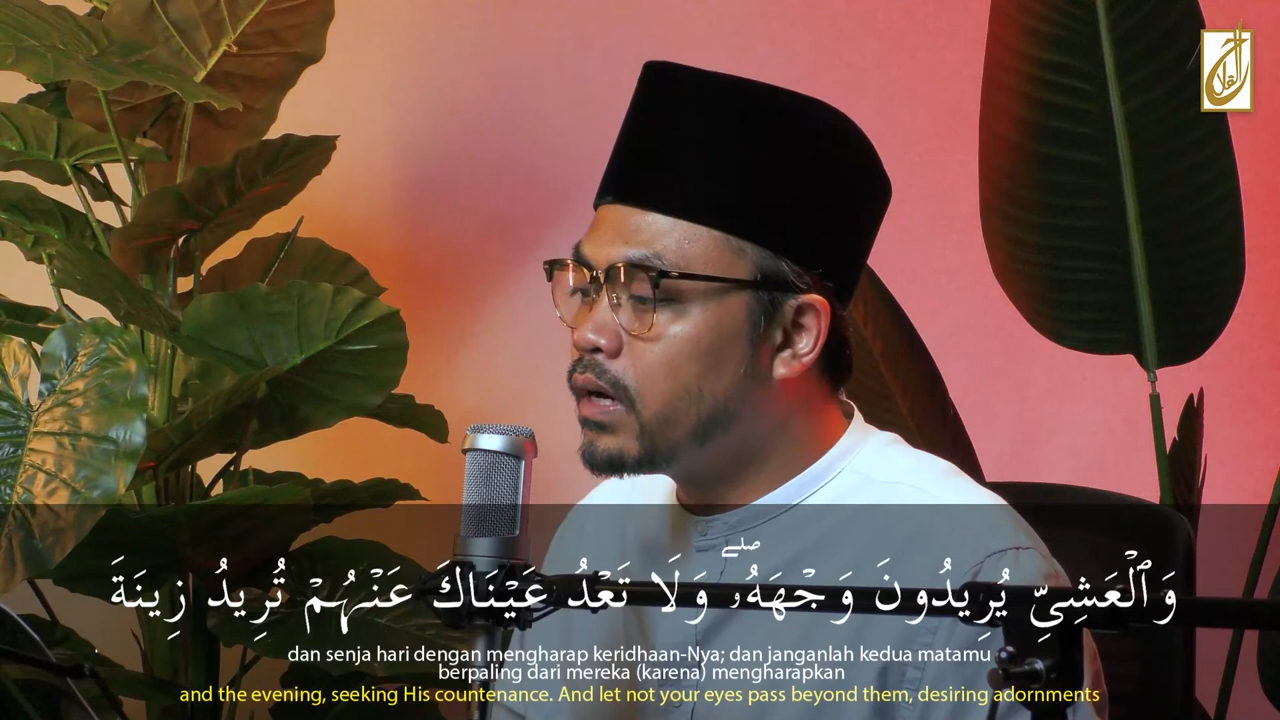 وَٱلْعَشِىِّ يُرِيدُونَ وَجْهَهُۥ ۖ وَلَا تَعْدُ عَيْنَاكَ عَنْهُمْ تُرِيدُ زِينَةَ
dan senja hari dengan mengharap keridhaan-Nya; dan janganlah kedua matamu
berpaling dari mereka (karena) mengharapkan
and the evening, seeking His countenance. And let not your eyes pass beyond them, desiring adornments